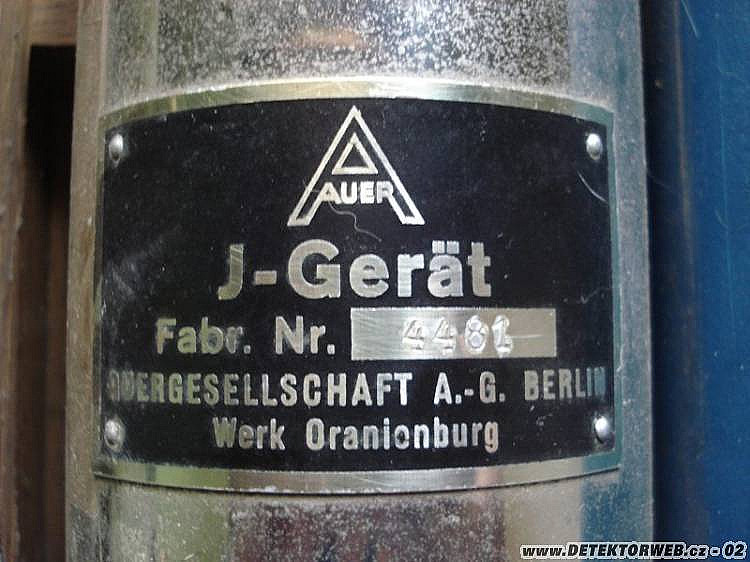 AUER
J-Gerät
Fabr. Nr. 4481
AUERGESELLSCHAFT A.-G. BERLIN
Werk Oranienburg
www.DETEKTORWEB.cz - 02